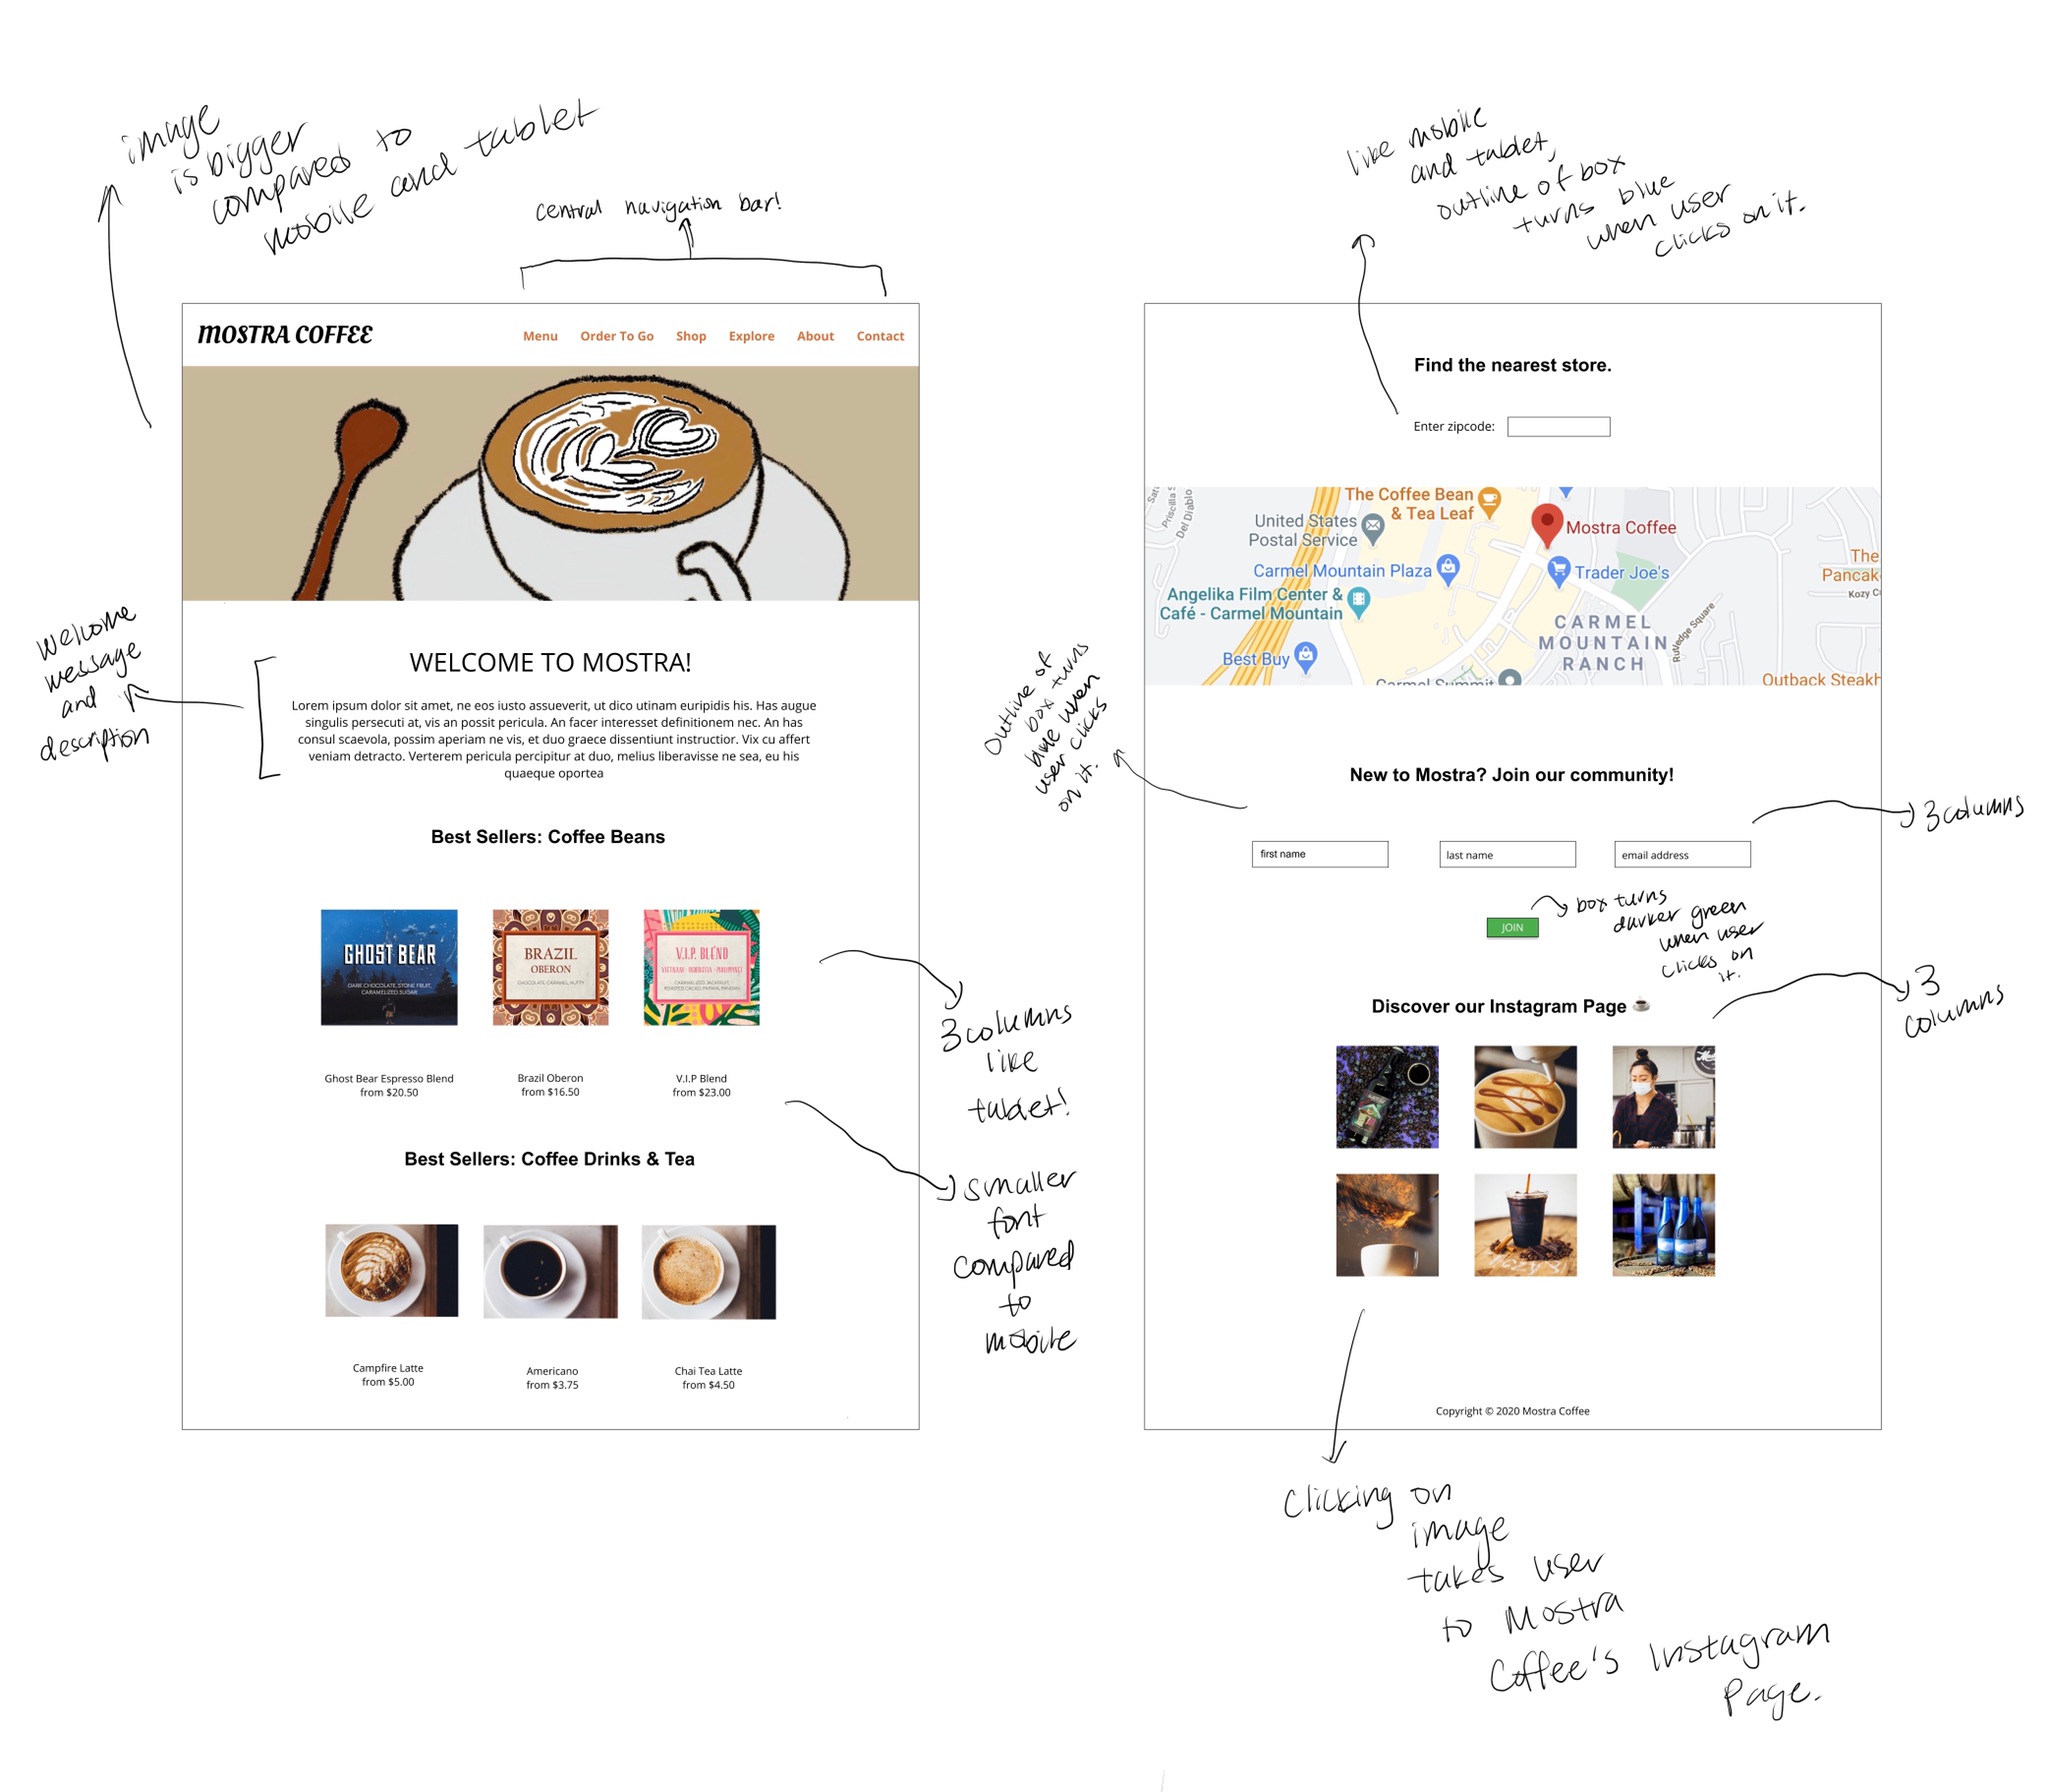 image
is bigger
compared to
mobile and tablet
central navigation bar!
MOSTRA COFFEE
Menu Order To Go Shop Explore About Contact
welcome
message
and
description
WELCOME TO MOSTRA!
Lorem ipsum dolor sit amet, ne eos iusto assueverit, ut dico utinam euripidis his. Has augue
singulis persecuti at, vis an possit pericula. An facer interesset definitionem nec. An has
consul scaevola, possim aperiam ne vis, et duo graece dissentiunt instructior. Vix cu affert
veniam detracto. Verterem pericula percipitur at duo, melius liberavisse ne sea, eu his
quaeque oportea
Best Sellers: Coffee Beans
GHOST BEAR
DARK CHOCOLATE, STONE FRUIT,
CARAMELIZED SUGAR
BRAZIL
OBERON
CHOCOLATE, CARAMEL, NUTTY
V.I.P. BLEND
CARAMELIZED JACKFRUIT,
ROASTED CACAO, PAPAYA, PANDAN
3 columns
like
tablet!
Ghost Bear Espresso Blend
from $20.50
Brazil Oberon
from $16.50
V.I.P Blend
from $23.00
smaller
font
compared
to
mobile
Best Sellers: Coffee Drinks & Tea
Campfire Latte
from $5.00
Americano
from $3.75
Chai Tea Latte
from $4.50
like mobile
and tablet,
outline of box
turns blue
when user
clicks on it.
Find the nearest store.
Enter zipcode:
The Coffee Bean
& Tea Leaf
United States
Postal Service
Mostra Coffee
Carmel Mountain Plaza
Trader Joe's
Angelika Film Center &
Café - Carmel Mountain
Best Buy
CARMEL
MOUNTAIN
RANCH
Rutledge Square
Carmel Summit
Priscilla S
Del Diablo
The
Pancak
Kozy C
Outback Steakh
Outline of
box turns
blue when
user clicks
on it.
New to Mostra? Join our community!
3 columns
first name last name email address
JOIN
box turns
darker green
when user
clicks on
it.
Discover our Instagram Page
3
columns
Copyright © 2020 Mostra Coffee
Clicking on
image
takes user
to Mostra
Coffee's Instagram
Page.